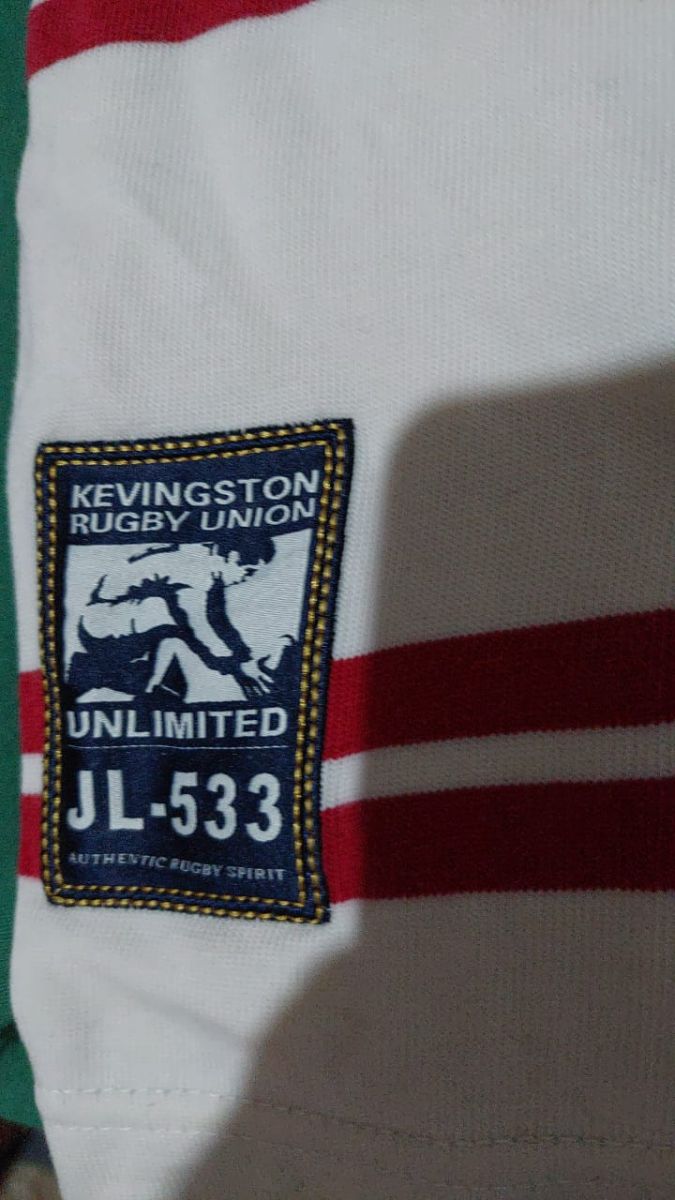 KEVINGSTON
RUGBY UNION
UNLIMITED
JL-533
AUTHENTIC RUGBY SPIRIT